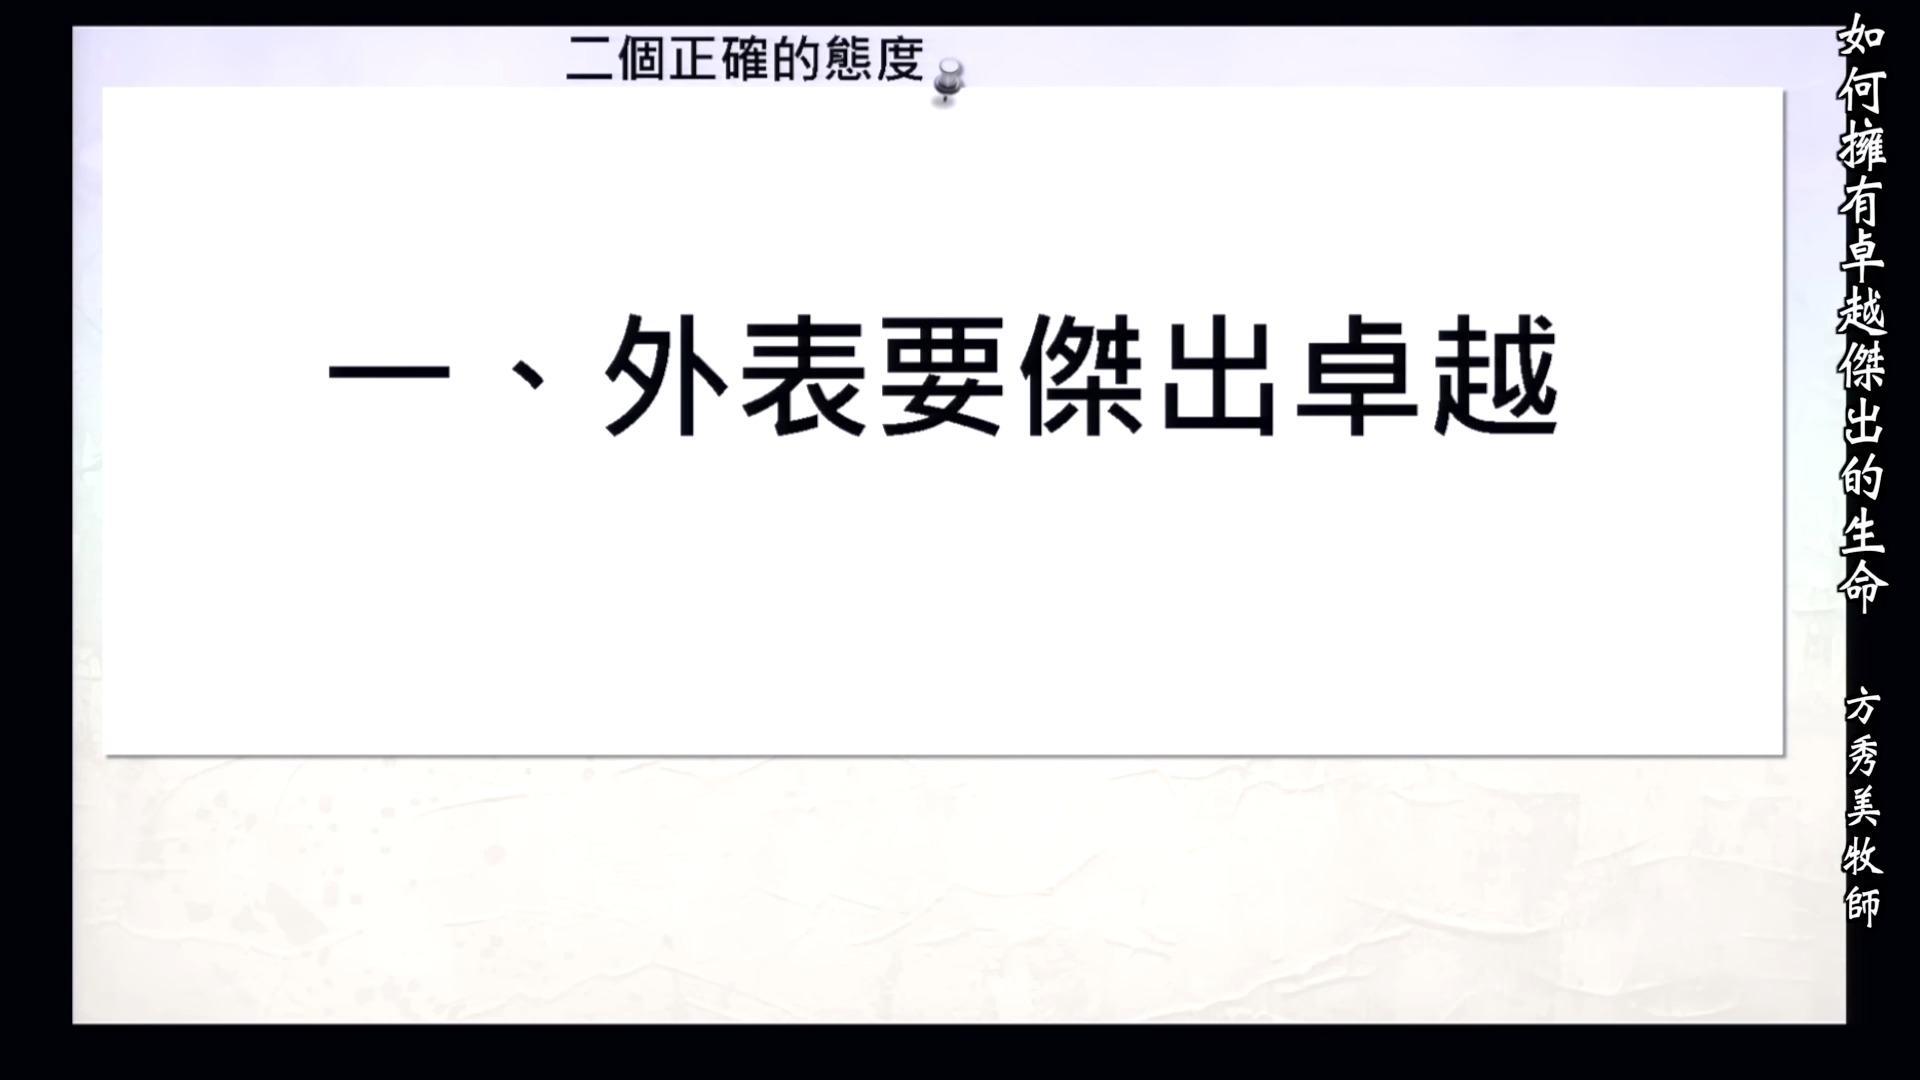 二個正確的態度
一、外表要傑出卓越
如何擁有卓越傑出的生命
方秀美牧師